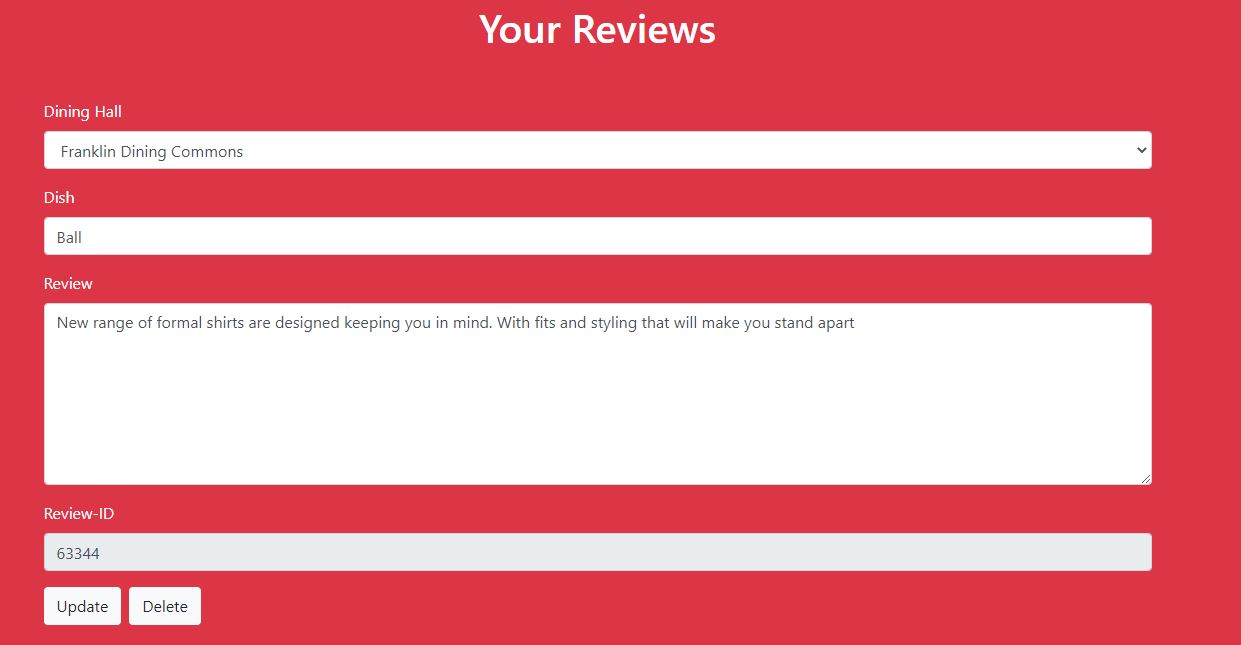 Your Reviews
Dining Hall
Franklin Dining Commons
Dish
Ball
Review
New range of formal shirts are designed keeping you in mind. With fits and styling that will make you stand apart
Review-ID
63344
Update Delete